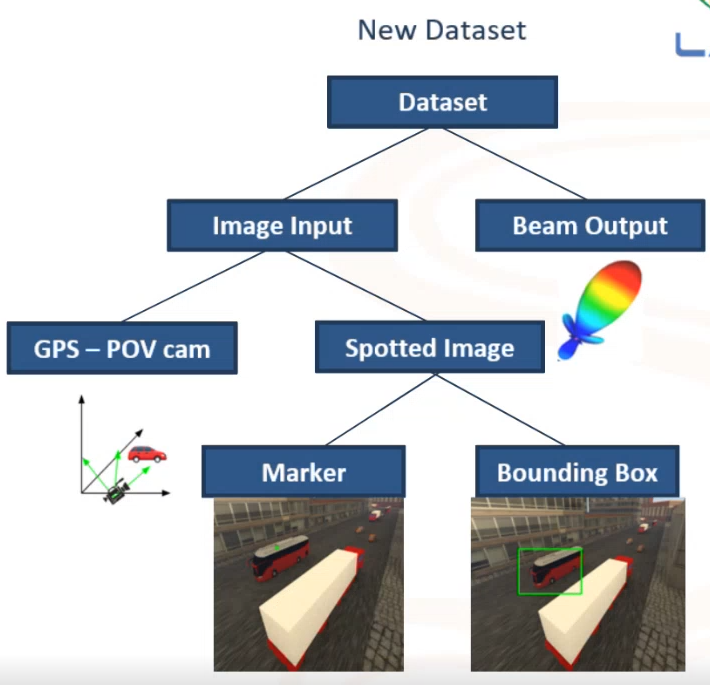 New Dataset
Dataset
Image Input
Beam Output
GPS – POV cam
Spotted Image
Marker
Bounding Box